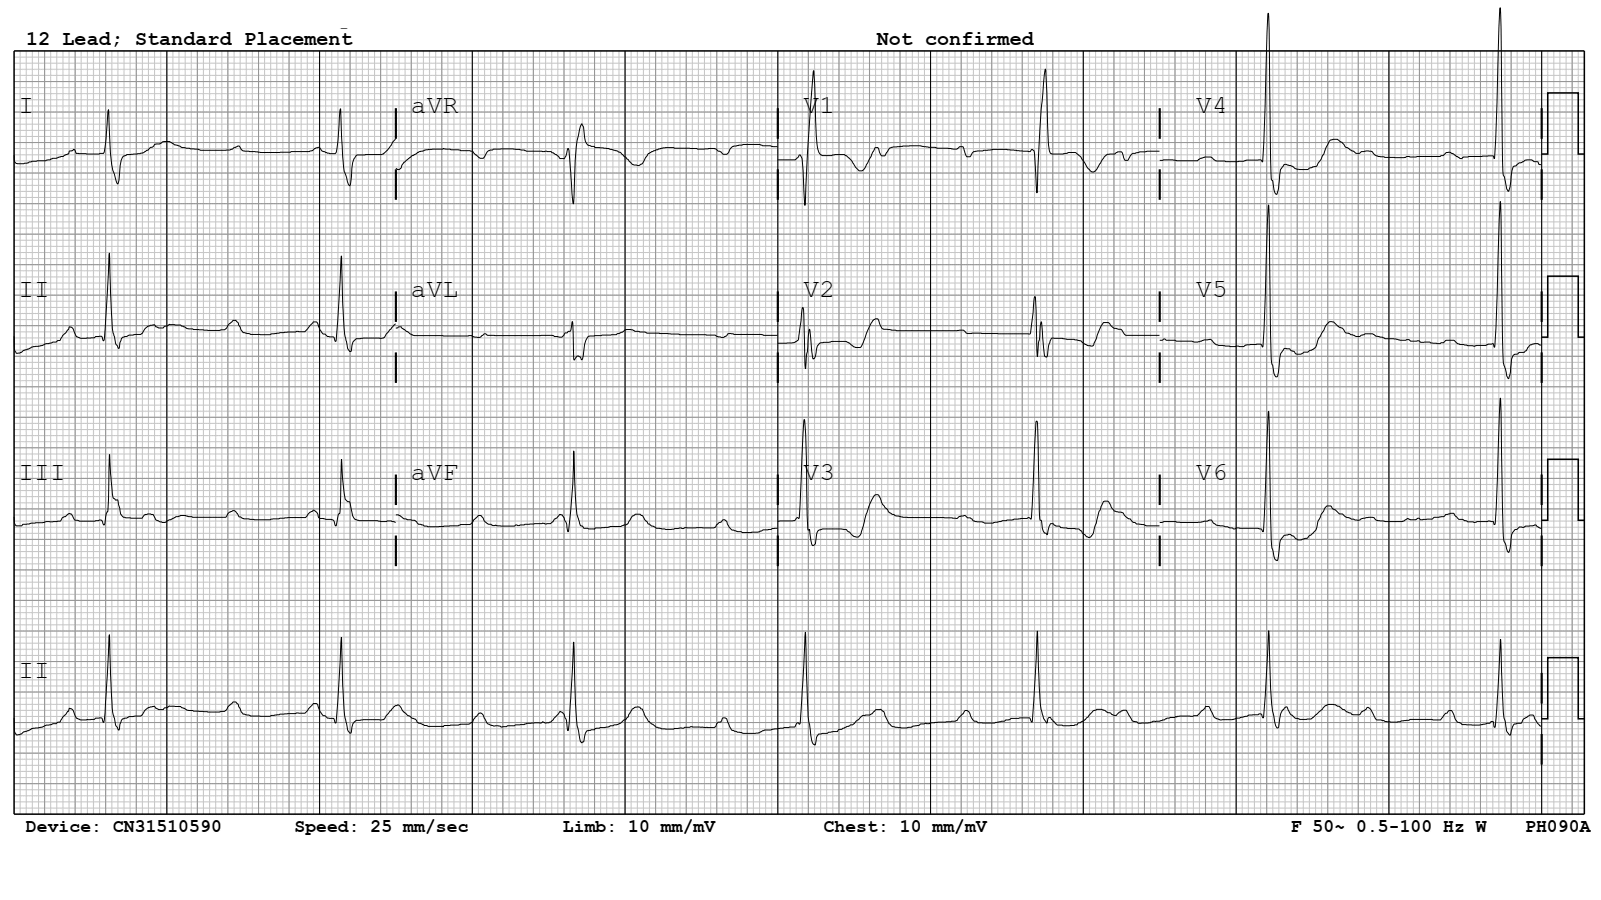 12 Lead; Standard Placement Not confirmed
I aVR V1 V4
II aVL V2 V5
III aVF V3 V6
II
Device: CN31510590 Speed: 25 mm/sec Limb: 10 mm/mV Chest: 10 mm/mV F 50~ 0.5-100 Hz W PH090A